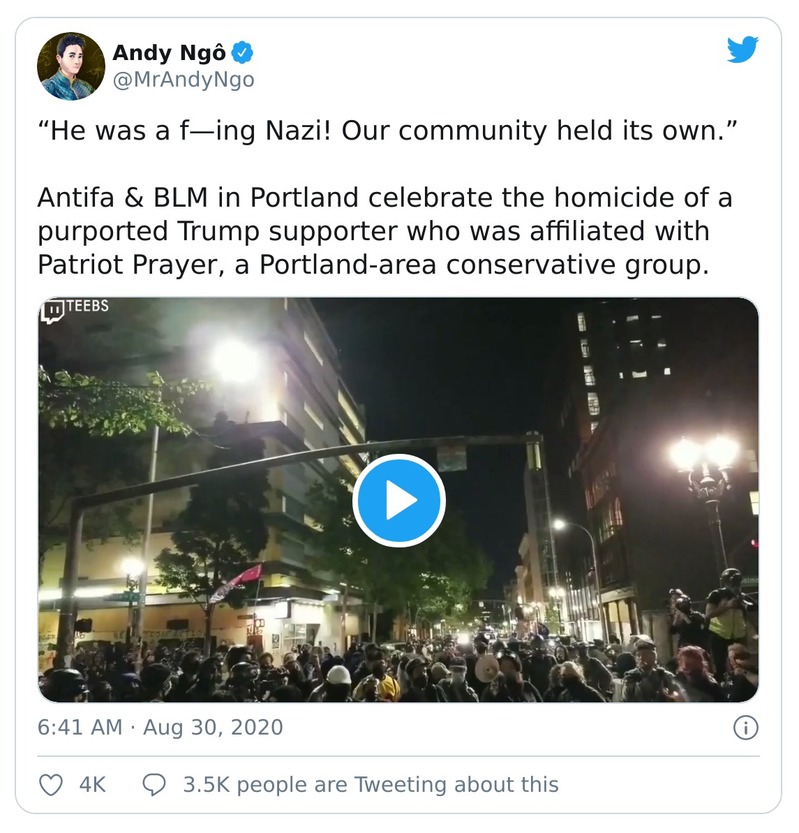 Andy Ngô
@MrAndyNgo
“He was a f—ing Nazi! Our community held its own.”
Antifa & BLM in Portland celebrate the homicide of a
purported Trump supporter who was affiliated with
Patriot Prayer, a Portland-area conservative group.
TEEBS
6:41 AM · Aug 30, 2020
4K
3.5K people are Tweeting about this